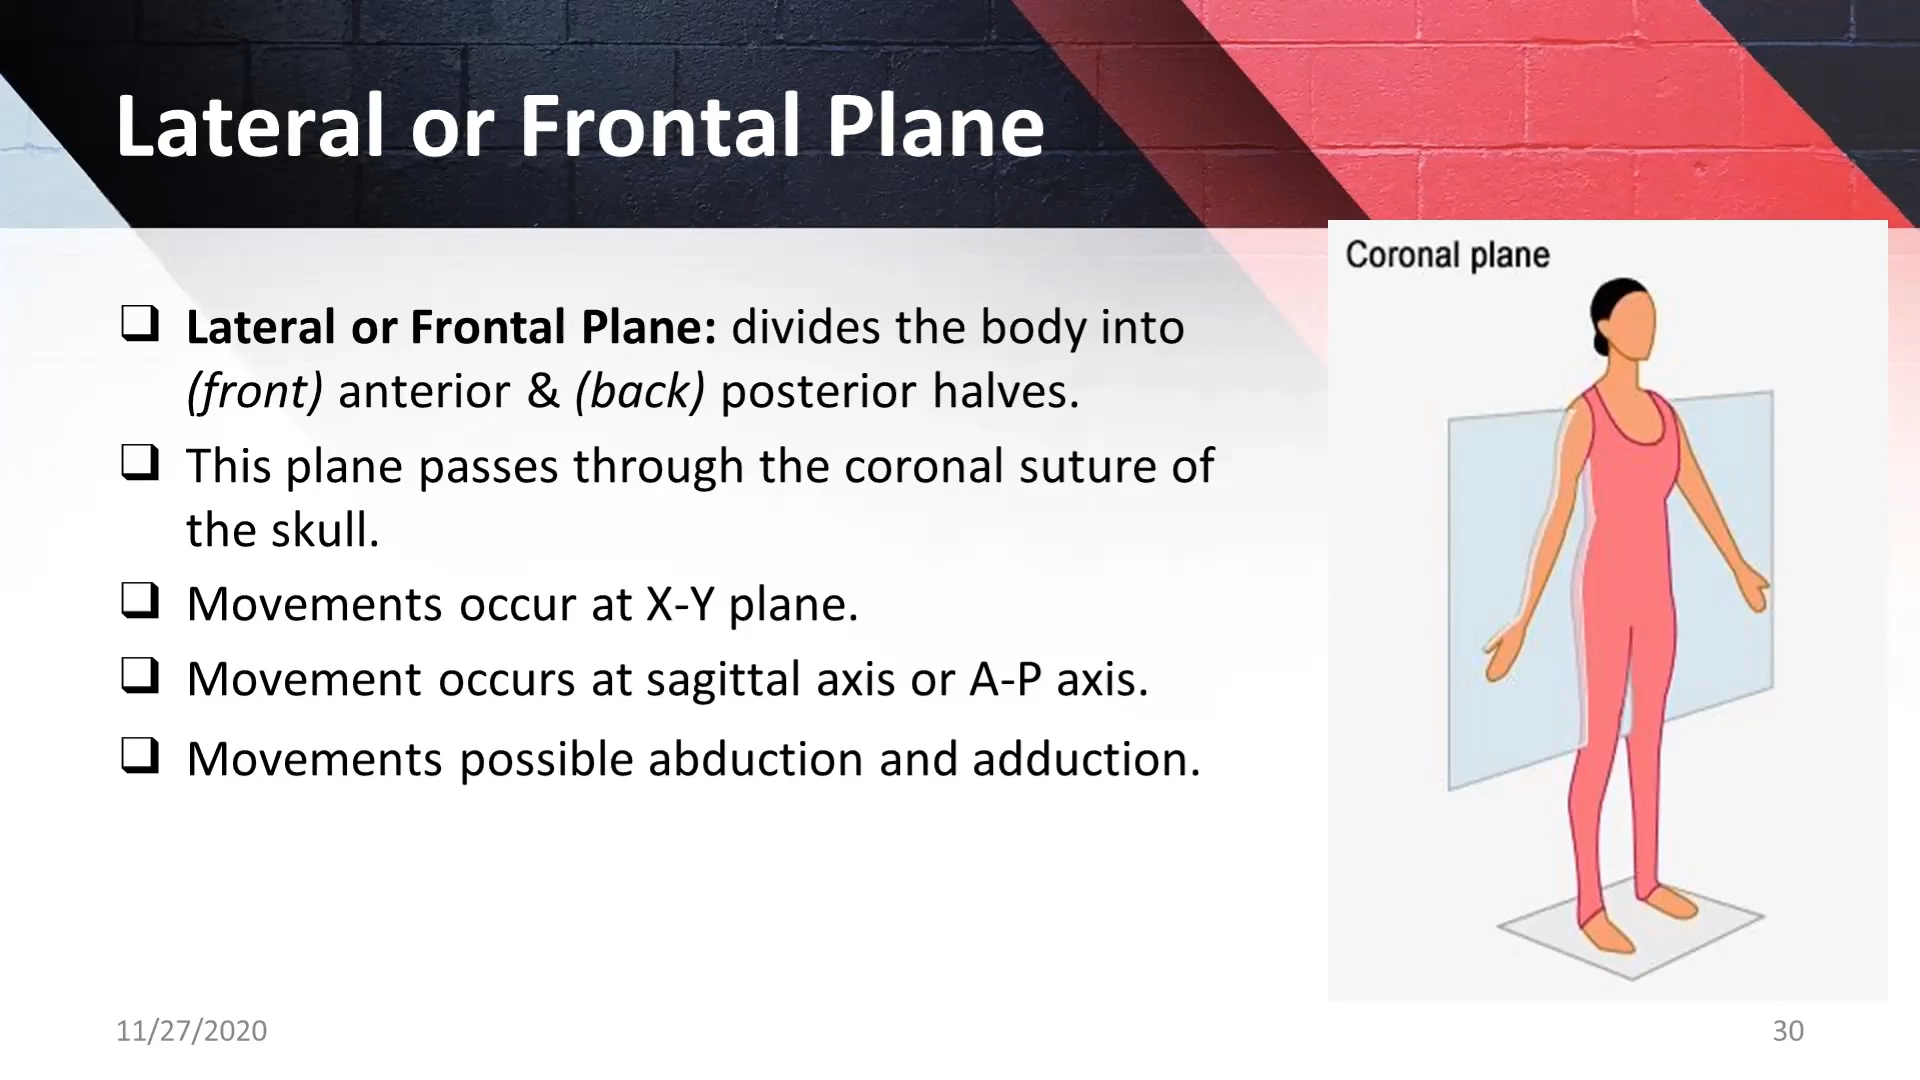 Lateral or Frontal Plane
Coronal plane
❑ Lateral or Frontal Plane: divides the body into
(front) anterior & (back) posterior halves.
❑ This plane passes through the coronal suture of
the skull.
❑ Movements occur at X-Y plane.
❑ Movement occurs at sagittal axis or A-P axis.
❑ Movements possible abduction and adduction.
11/27/2020
30